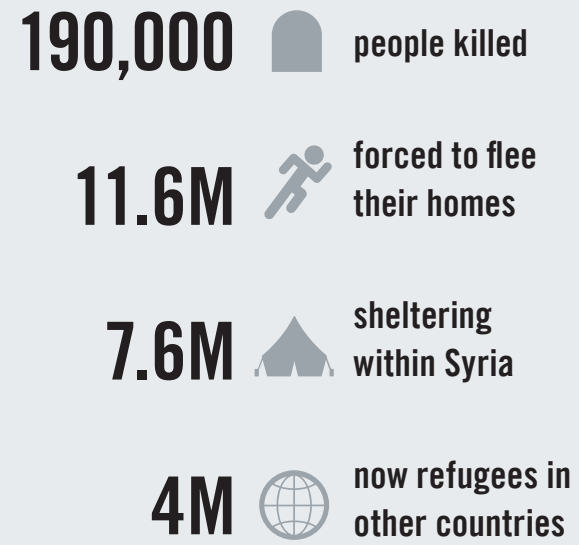 190,000 people killed
11.6M forced to flee
their homes
7.6M sheltering
within Syria
4M now refugees in
other countries